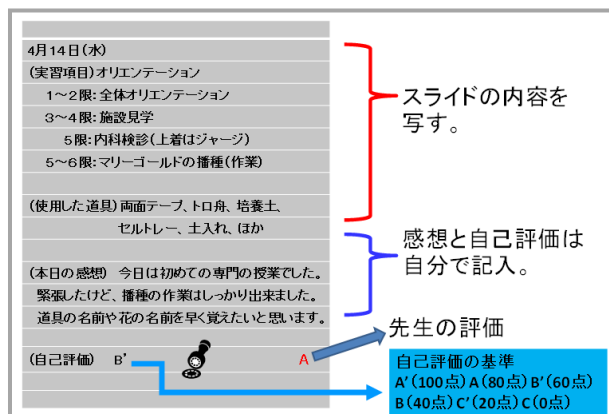 4月14日(水)
(実習項目)オリエンテーション
1～2限:全体オリエンテーション
3～4限:施設見学
5限:内科検診(上着はジャージ)
5～6限:マリーゴールドの播種(作業)
(使用した道具)両面テープ、トロ舟、培養土、
セルトレー、土入れ、ほか
(本日の感想) 今日は初めての専門の授業でした。
緊張したけど、播種の作業はしっかり出来ました。
道具の名前や花の名前を早く覚えたいと思います。
(自己評価) B’
A
スライドの内容を
写す。
感想と自己評価は
自分で記入。
先生の評価
自己評価の基準
A’(100点)A(80点)B’(60点)
B(40点)C’(20点)C(0点)